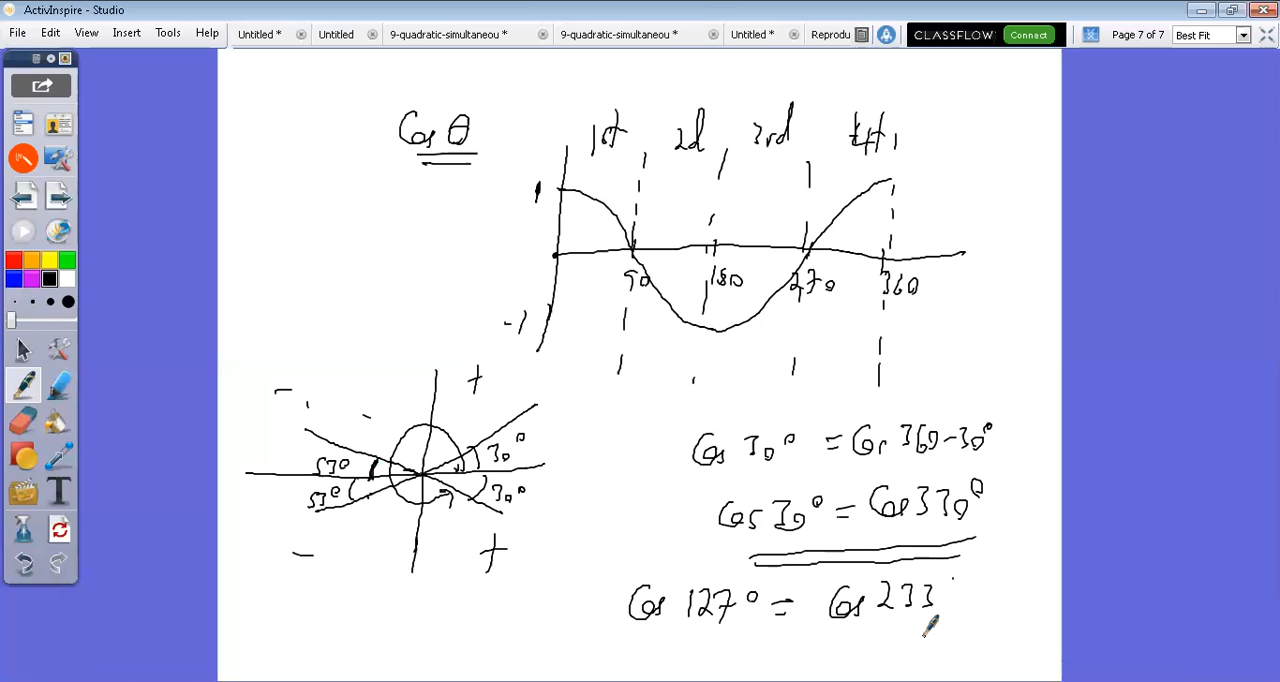 ActivInspire - Studio
File Edit View Insert Tools Help Untitled * Untitled 9-quadratic-simultaneou * 9-quadratic-simultaneou * Untitled * Reprodu CLASSFLOW Connect Page 7 of 7 Best Fit
Cos θ 1st 2d 3rd
1
90 180 270 360
-1
- +
53° 30°
53° 30°
- +
Cos 30° = Cos 360-30°
Cos 30° = Cos 330°
Cos 127° = Cos 233